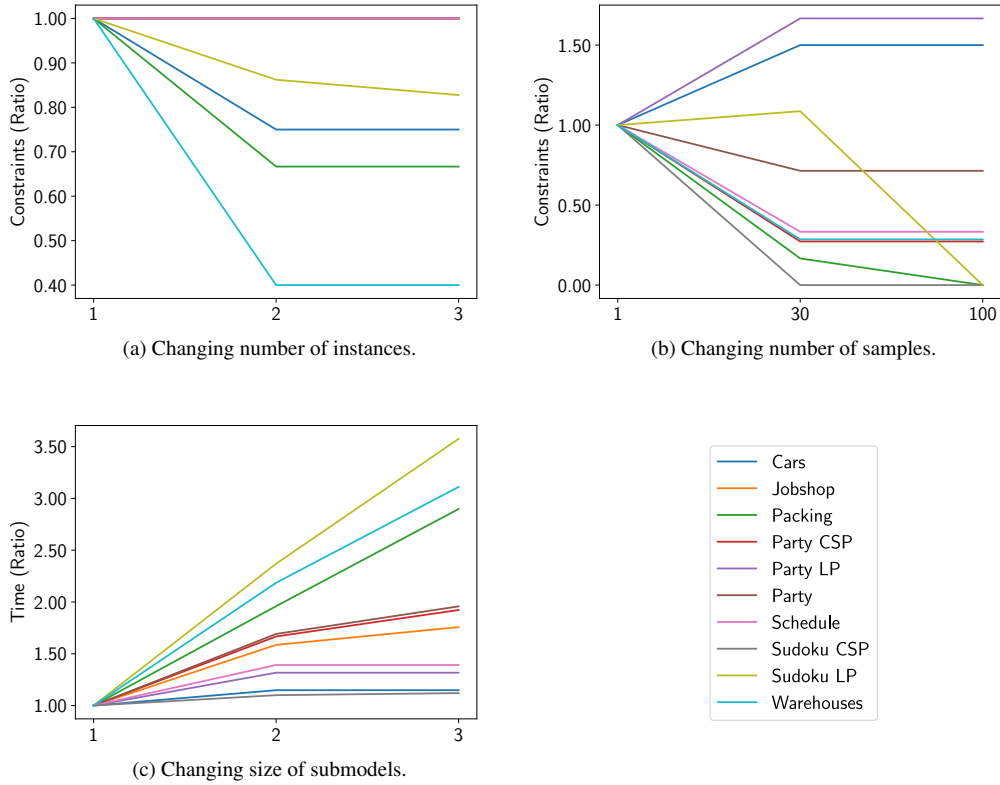 1.00
0.90
0.80
0.70
0.60
0.50
0.40
Constraints (Ratio)
1
2
3
(a) Changing number of instances.
1.50
1.00
0.50
0.00
Constraints (Ratio)
1
30
100
(b) Changing number of samples.
3.50
3.00
2.50
2.00
1.50
1.00
Time (Ratio)
1
2
3
(c) Changing size of submodels.
Cars
Jobshop
Packing
Party CSP
Party LP
Party
Schedule
Sudoku CSP
Sudoku LP
Warehouses